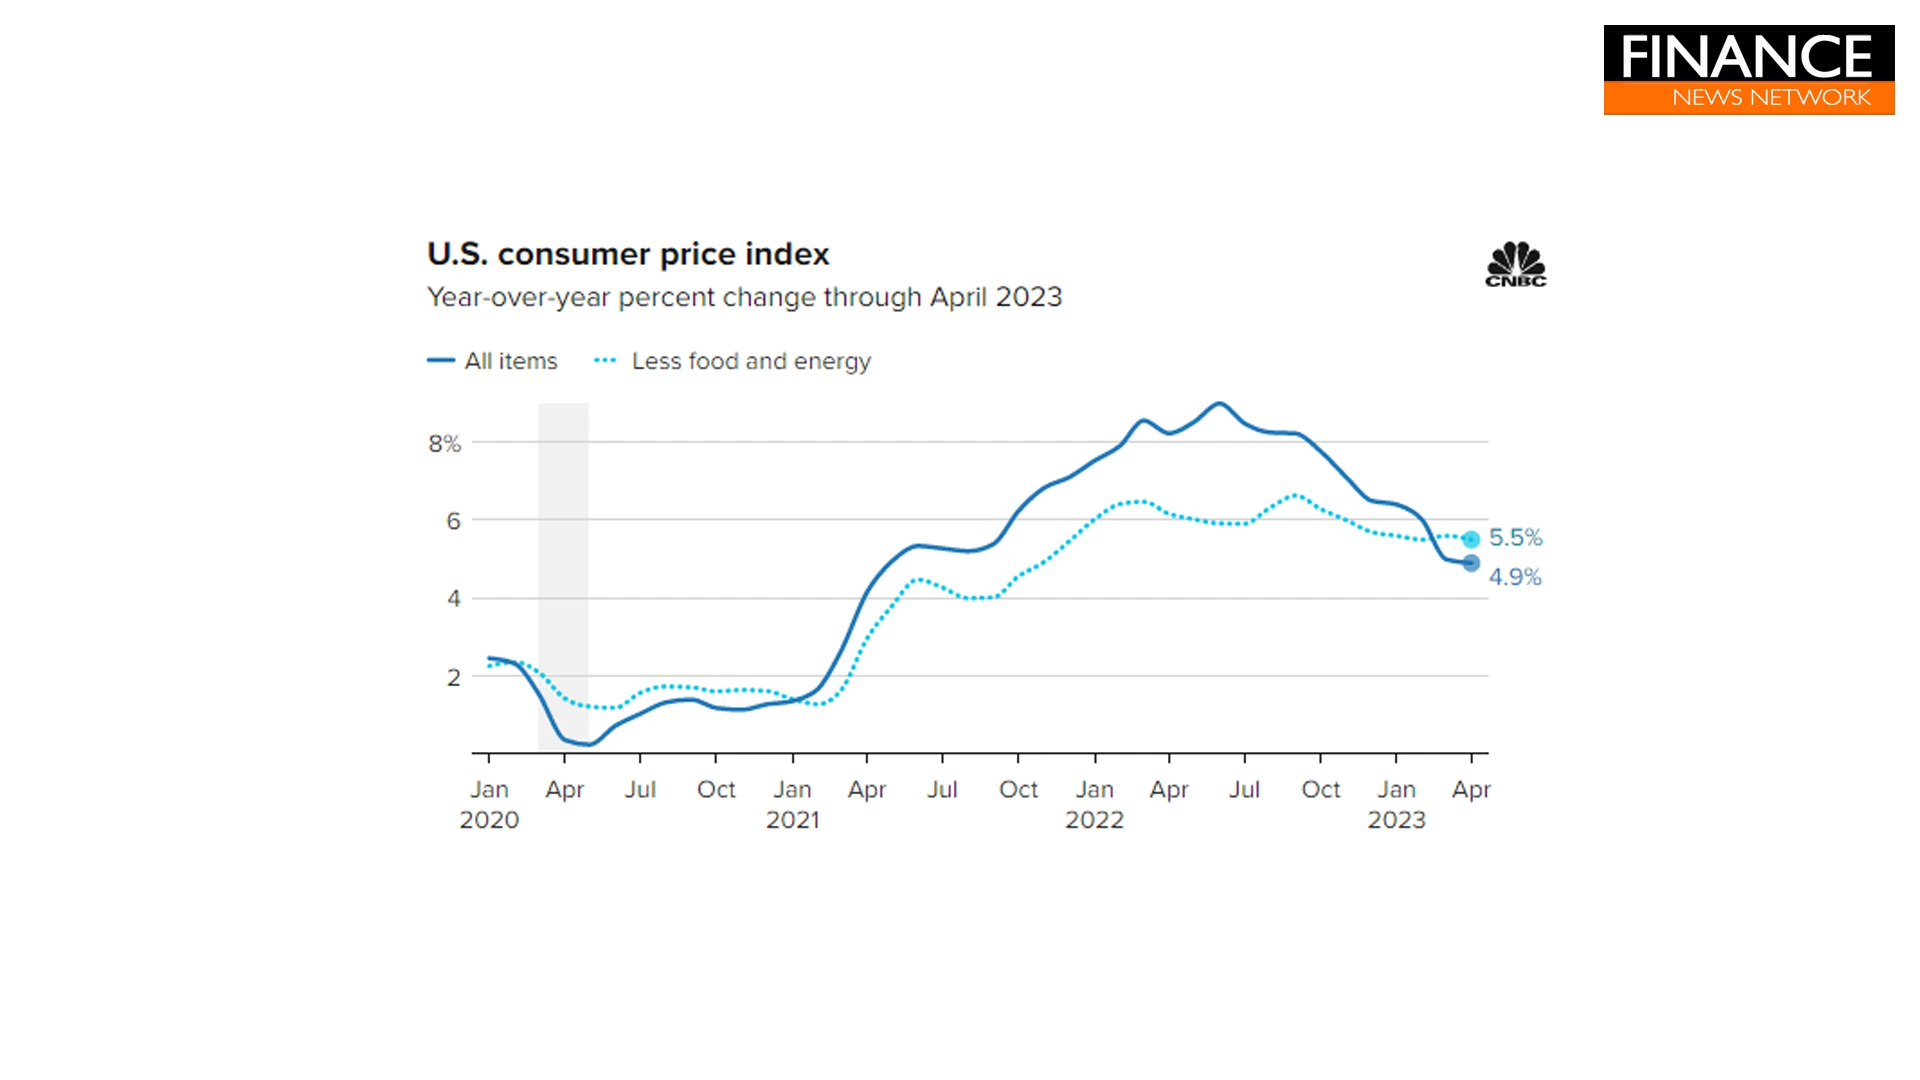 FINANCE
NEWS NETWORK
U.S. consumer price index
CNBC
Year-over-year percent change through April 2023
All items Less food and energy
8%
6
5.5%
4.9%
4
2
Jan Apr Jul Oct Jan Apr Jul Oct Jan Apr Jul Oct Jan Apr
2020 2021 2022 2023